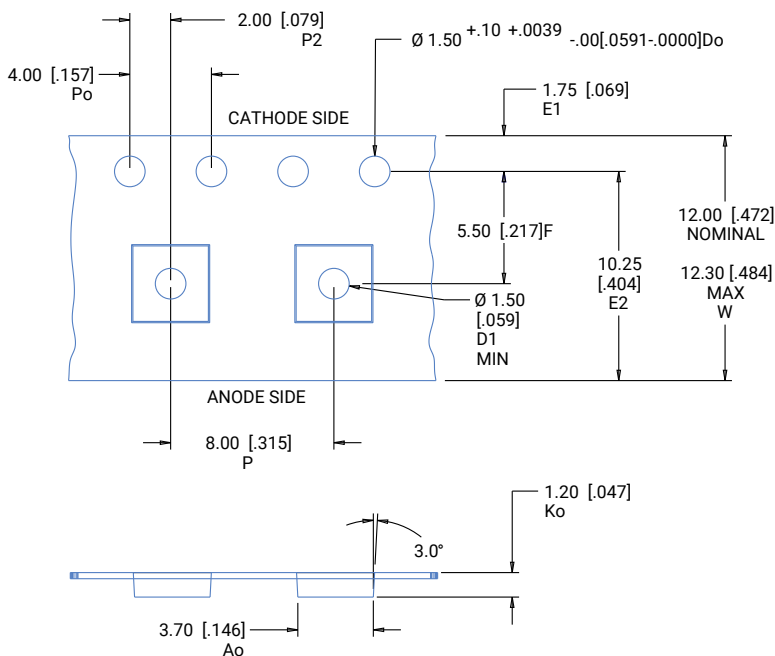 2.00 [.079]
P2
Ø 1.50 +.10 +.0039 -.00[.0591-.0000]Do
4.00 [.157]
Po
1.75 [.069]
E1
CATHODE SIDE
5.50 [.217]F
12.00 [.472]
NOMINAL
12.30 [.484]
MAX
W
10.25
[.404]
E2
Ø 1.50
[.059]
D1
MIN
ANODE SIDE
8.00 [.315]
P
1.20 [.047]
Ko
3.0°
3.70 [.146]
Ao